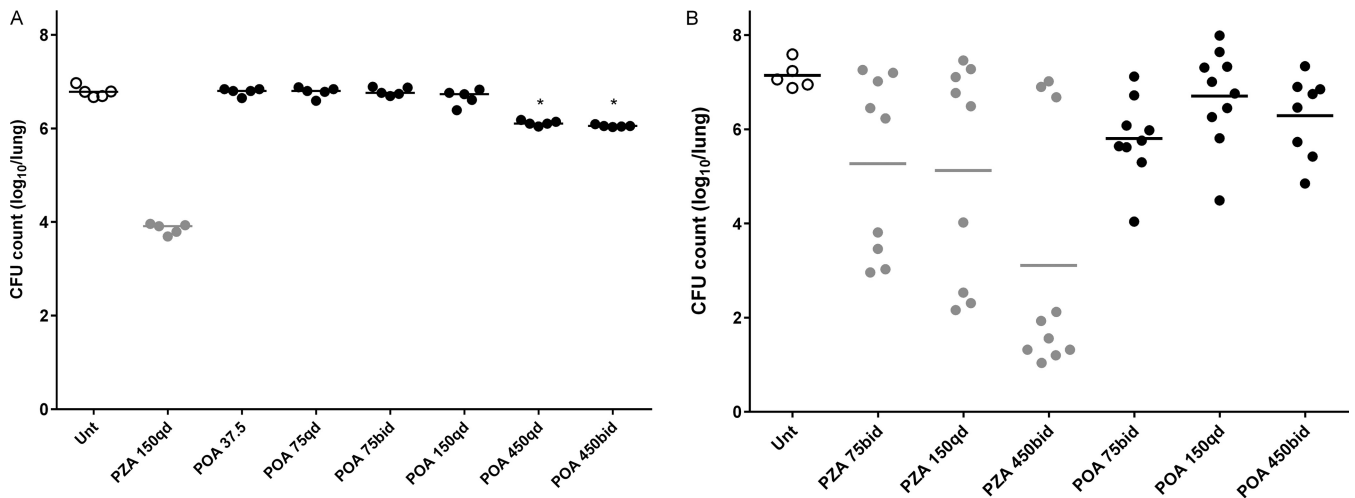 A
CFU count (log10/lung)
8
6
4
2
0
* *
Unt
PZA 150qd
POA 37.5
POA 75qd
POA 75bid
POA 150qd
POA 450qd
POA 450bid
B
CFU count (log10/lung)
8
6
4
2
0
Unt
PZA 75bid
PZA 150qd
PZA 450bid
POA 75bid
POA 150qd
POA 450bid